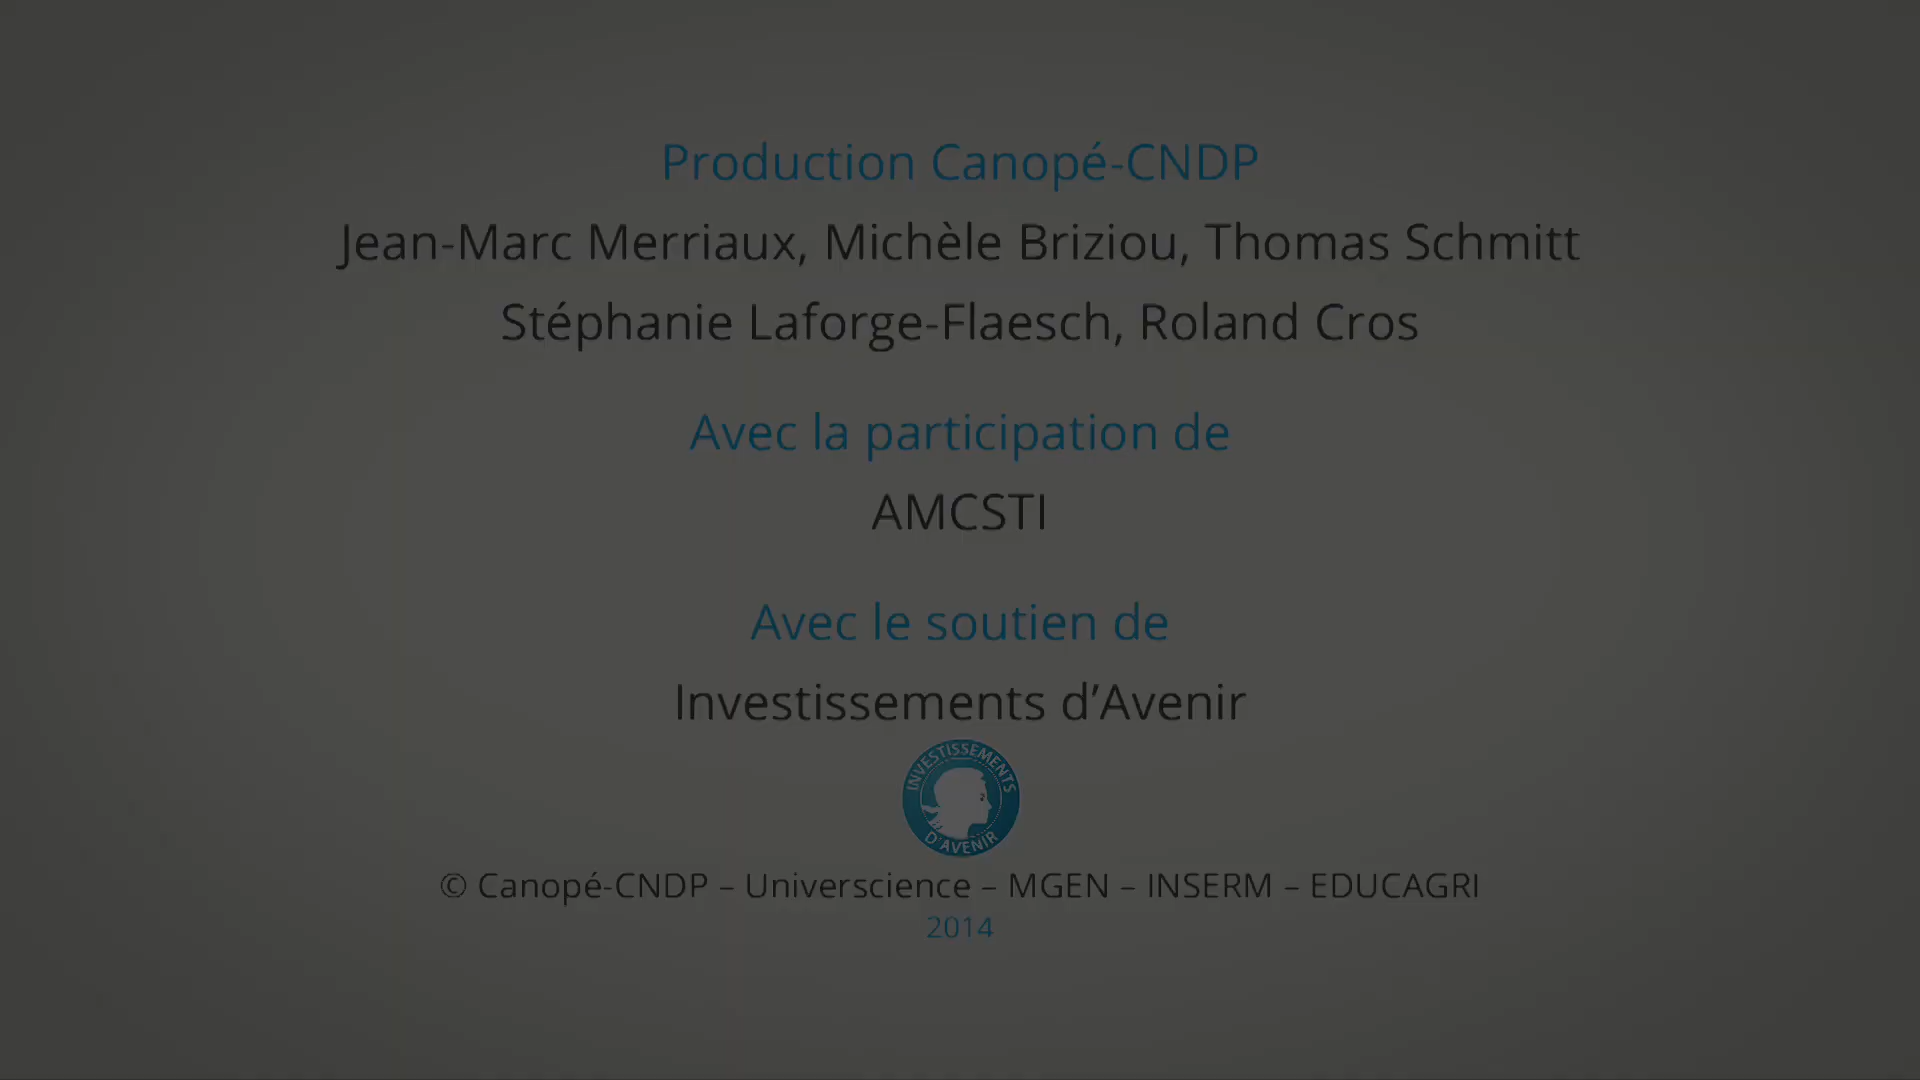 Production Canopé-CNDP
Jean-Marc Merriaux, Michèle Briziou, Thomas Schmitt
Stéphanie Laforge-Flaesch, Roland Cros
Avec la participation de
AMCSTI
Avec le soutien de
Investissements d’Avenir
INVESTISSEMENTS
D'AVENIR
© Canopé-CNDP – Universcience – MGEN – INSERM – EDUCAGRI
2014